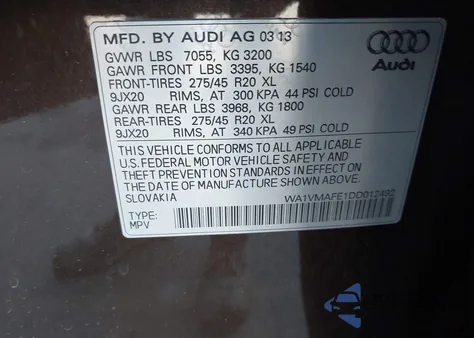 MFD. BY AUDI AG 03 13
GVWR LBS 7055, KG 3200
GAWR FRONT LBS 3395, KG 1540
FRONT-TIRES 275/45 R20 XL
9JX20 RIMS, AT 300 KPA 44 PSI COLD
GAWR REAR LBS 3968, KG 1800
REAR-TIRES 275/45 R20 XL
9JX20 RIMS, AT 340 KPA 49 PSI COLD
Audi
THIS VEHICLE CONFORMS TO ALL APPLICABLE
U.S. FEDERAL MOTOR VEHICLE SAFETY AND
THEFT PREVENTION STANDARDS IN EFFECT ON
THE DATE OF MANUFACTURE SHOWN ABOVE.
SLOVAKIA
WA1VMAFE1DD012492
TYPE:
MPV